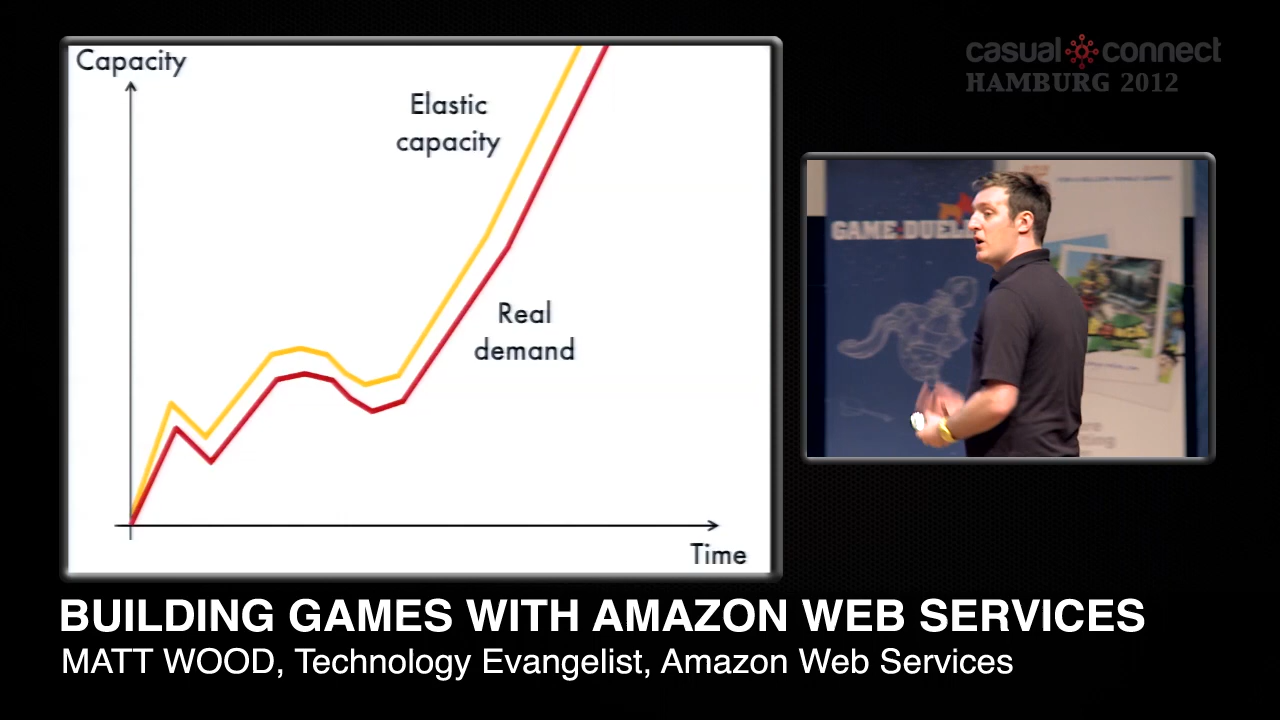 Capacity
Elastic
capacity
Real
demand
Time
casual connect
HAMBURG 2012
GAME DUELL
BUILDING GAMES WITH AMAZON WEB SERVICES
MATT WOOD, Technology Evangelist, Amazon Web Services